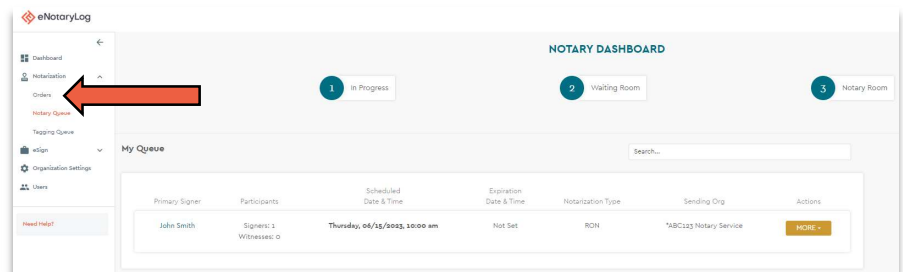 eNotaryLog
Dashboard
Notarization
Orders
Notary Queue
Tagging Queue
eSign
Organization Settings
Users
Need Help?
NOTARY DASHBOARD
1 In Progress
2 Waiting Room
3 Notary Room
My Queue
Search...
Primary Signer Participants Scheduled Date & Time Expiration Date & Time Notarization Type Sending Org Actions
John Smith Signers: 1 Thursday, 06/15/2023, 10:00 am Not Set RON *ABC123 Notary Service MORE
Witnesses: 0